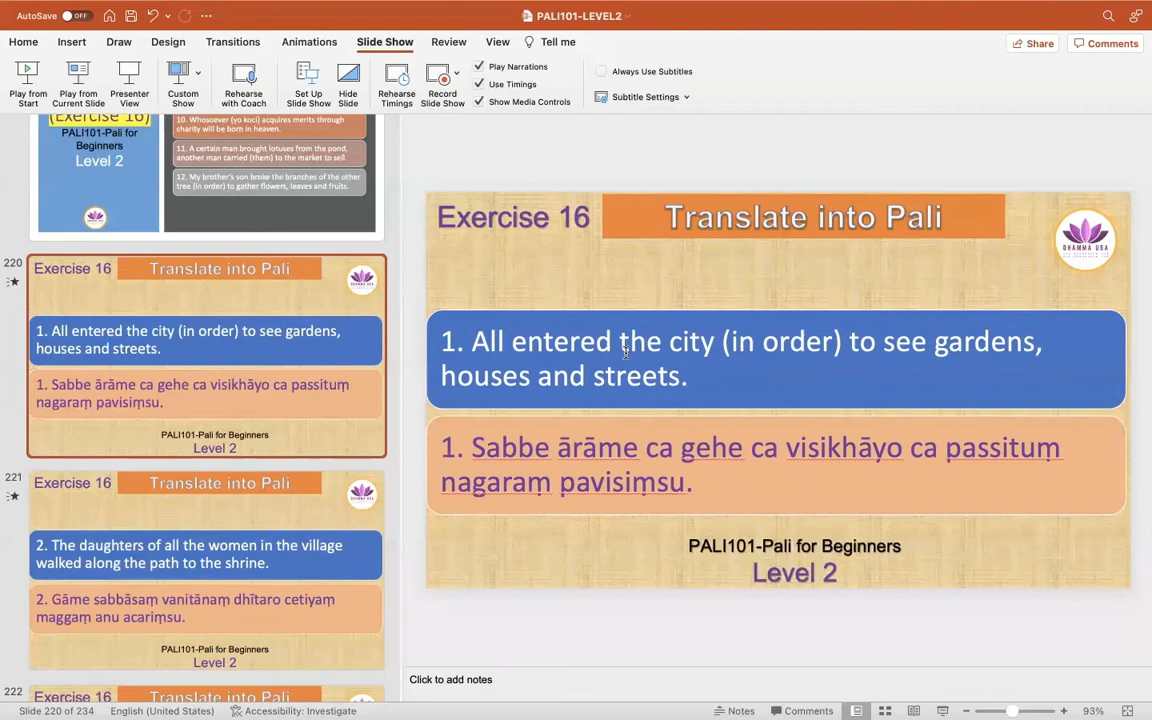 AutoSave OFF
PALI101-LEVEL2
Home Insert Draw Design Transitions Animations Slide Show Review View Tell me
Share Comments
Play from Start
Play from Current Slide
Presenter View
Custom Show
Rehearse with Coach
Set Up Slide Show
Hide Slide
Play Narrations
Use Timings
Show Media Controls
Rehearse Timings
Record Slide Show
Always Use Subtitles
Subtitle Settings
(Exercise 16)
PALI101-Pali for
Beginners
Level 2
10. Whosoever (yo koci) acquires merits through
charity will be born in heaven.
11. A certain man brought lotuses from the pond,
another man carried (them) to the market to sell.
12. My brother's son broke the branches of the other
tree (in order) to gather flowers, leaves and fruits.
220
Exercise 16 Translate into Pali
DHAMMA USA
1. All entered the city (in order) to see gardens,
houses and streets.
1. Sabbe ārāme ca gehe ca visikhāyo ca passituṃ
nagaraṃ pavisiṃsu.
PALI101-Pali for Beginners
Level 2
221
Exercise 16 Translate into Pali
DHAMMA USA
2. The daughters of all the women in the village
walked along the path to the shrine.
2. Gāme sabbāsaṃ vanitānaṃ dhītaro cetiyaṃ
maggaṃ anu acariṃsu.
PALI101-Pali for Beginners
Level 2
222
Exercise 16 Translate into Pali
Exercise 16 Translate into Pali
DHAMMA USA
1. All entered the city (in order) to see gardens,
houses and streets.
1. Sabbe ārāme ca gehe ca visikhāyo ca passituṃ
nagaraṃ pavisiṃsu.
PALI101-Pali for Beginners
Level 2
Click to add notes
Slide 220 of 234 English (United States) Accessibility: Investigate Notes Comments 93%